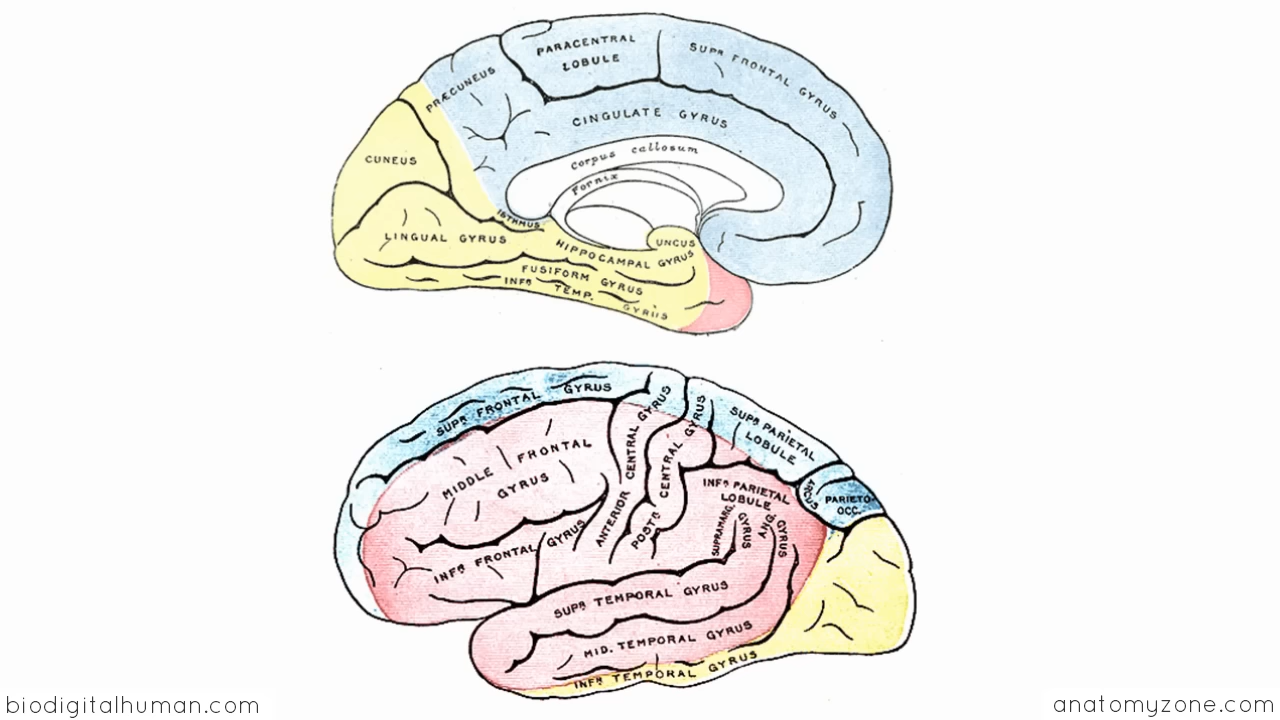 PARACENTRAL
LOBULE
SUPR FRONTAL GYRUS
PRÆCUNEUS
CINGULATE GYRUS
Corpus callosum
CUNEUS
Fornix
ISTHMUS
LINGUAL GYRUS
UNCUS
HIPPOCAMPAL GYRUS
FUSIFORM GYRUS
INFR TEMP. GYRUS
SUPR FRONTAL GYRUS
CENTRAL GYRUS
ANTERIOR
CENTRAL GYRUS
POSTR
SUPR PARIETAL
LOBULE
MIDDLE FRONTAL
GYRUS
INFR PARIETAL
LOBULE
ARCUS
PARIETO-
OCC.
SUPRAMARG.
GYRUS
ANG.
GYRUS
INFR FRONTAL GYRUS
SUPR TEMPORAL GYRUS
MID. TEMPORAL GYRUS
INFR TEMPORAL GYRUS
biodigitalhuman.com
anatomyzone.com